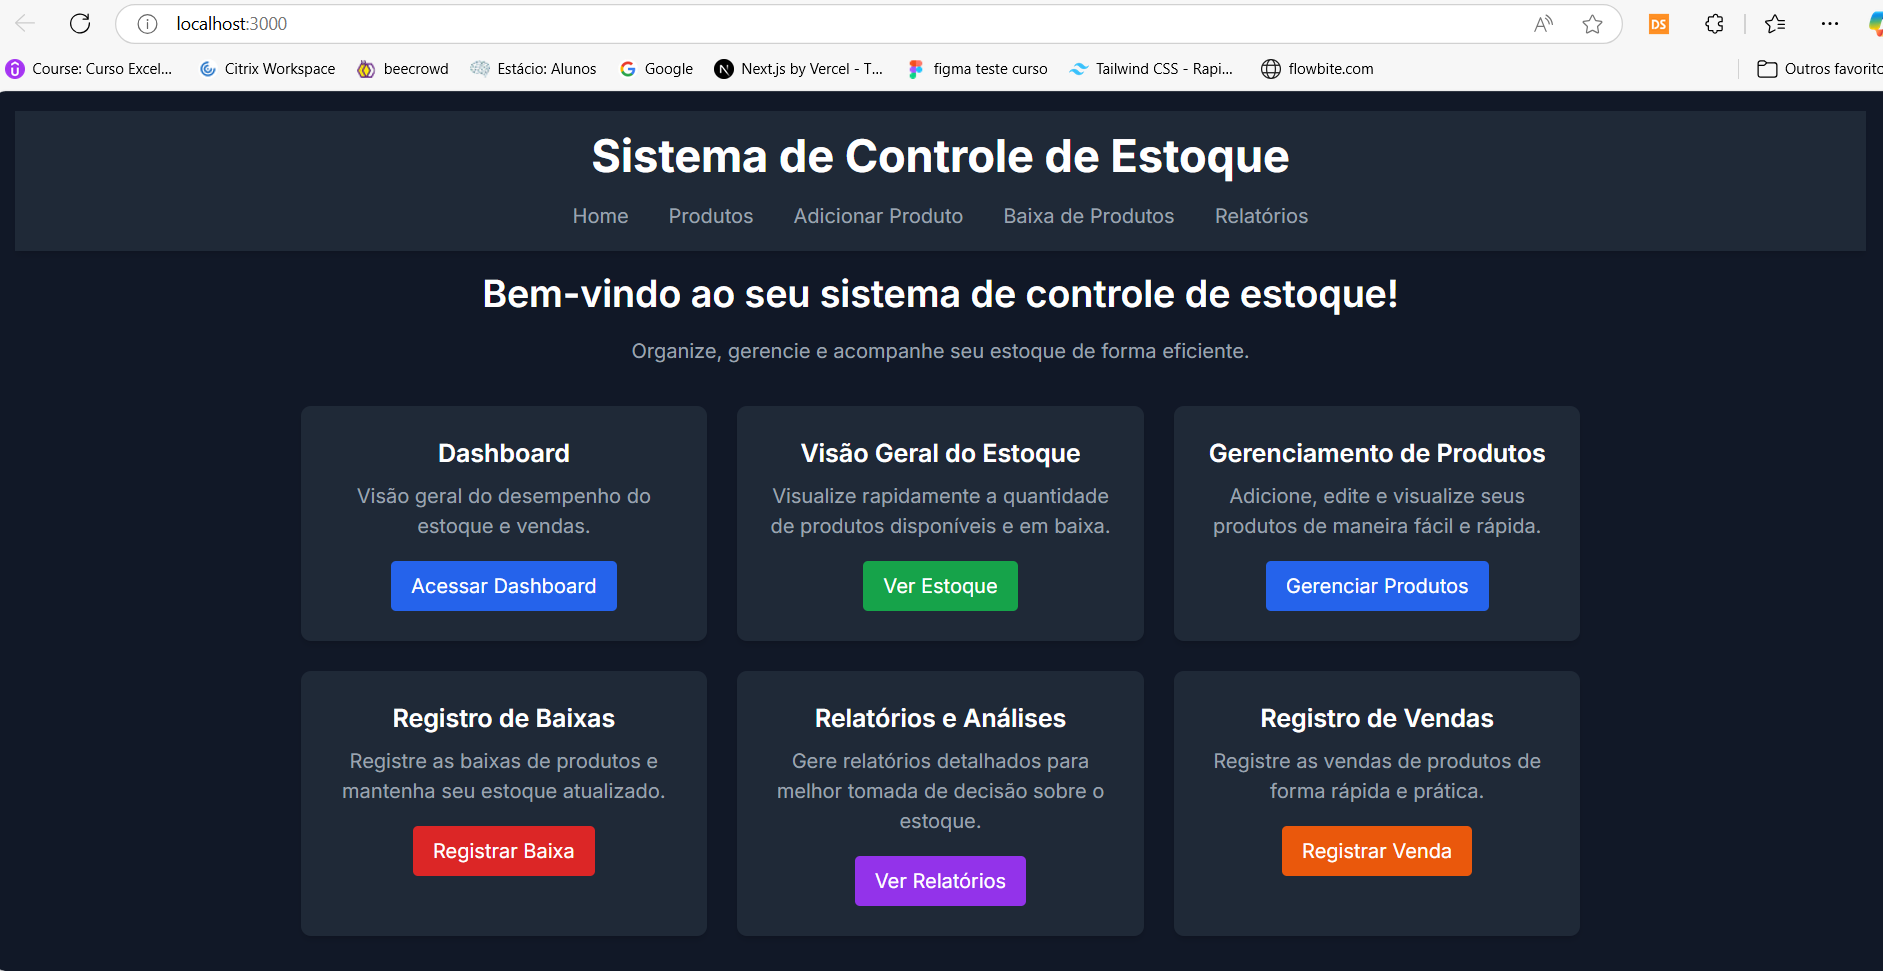 localhost:3000
DS
Course: Curso Excel...
Citrix Workspace
beecrowd
Estácio: Alunos
Google
Next.js by Vercel - T...
figma teste curso
Tailwind CSS - Rapi...
flowbite.com
Outros favorito
Sistema de Controle de Estoque
Home
Produtos
Adicionar Produto
Baixa de Produtos
Relatórios
Bem-vindo ao seu sistema de controle de estoque!
Organize, gerencie e acompanhe seu estoque de forma eficiente.
Dashboard
Visão geral do desempenho do
estoque e vendas.
Acessar Dashboard
Visão Geral do Estoque
Visualize rapidamente a quantidade
de produtos disponíveis e em baixa.
Ver Estoque
Gerenciamento de Produtos
Adicione, edite e visualize seus
produtos de maneira fácil e rápida.
Gerenciar Produtos
Registro de Baixas
Registre as baixas de produtos e
mantenha seu estoque atualizado.
Registrar Baixa
Relatórios e Análises
Gere relatórios detalhados para
melhor tomada de decisão sobre o
estoque.
Ver Relatórios
Registro de Vendas
Registre as vendas de produtos de
forma rápida e prática.
Registrar Venda